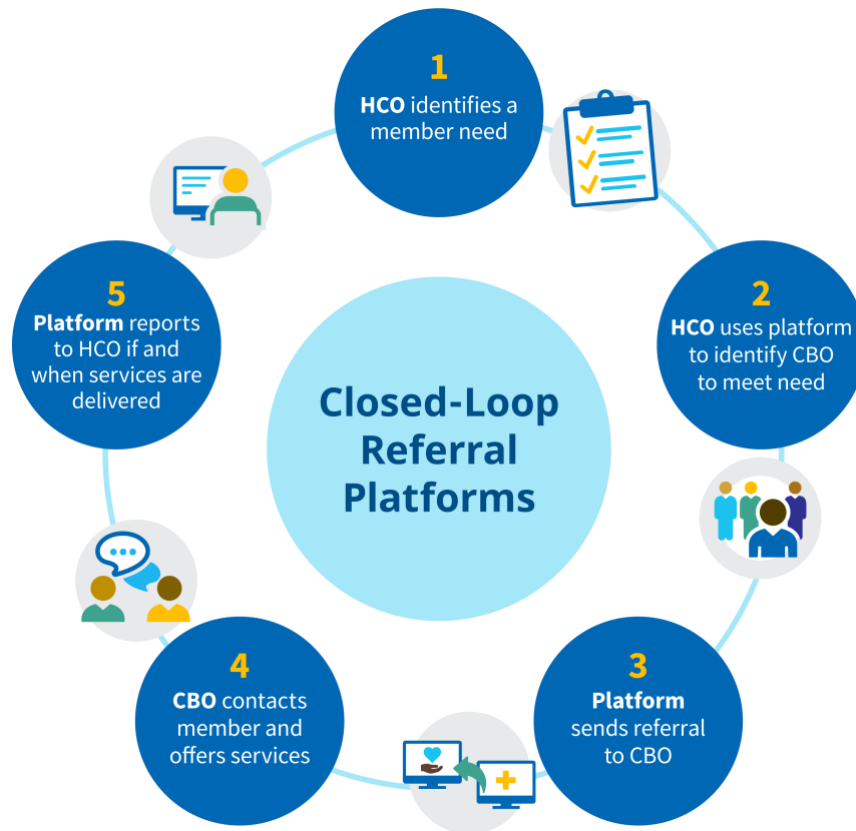 1
HCO identifies a
member need
2
HCO uses platform
to identify CBO
to meet need
3
Platform
sends referral
to CBO
4
CBO contacts
member and
offers services
5
Platform reports
to HCO if and
when services are
delivered
Closed-Loop
Referral
Platforms